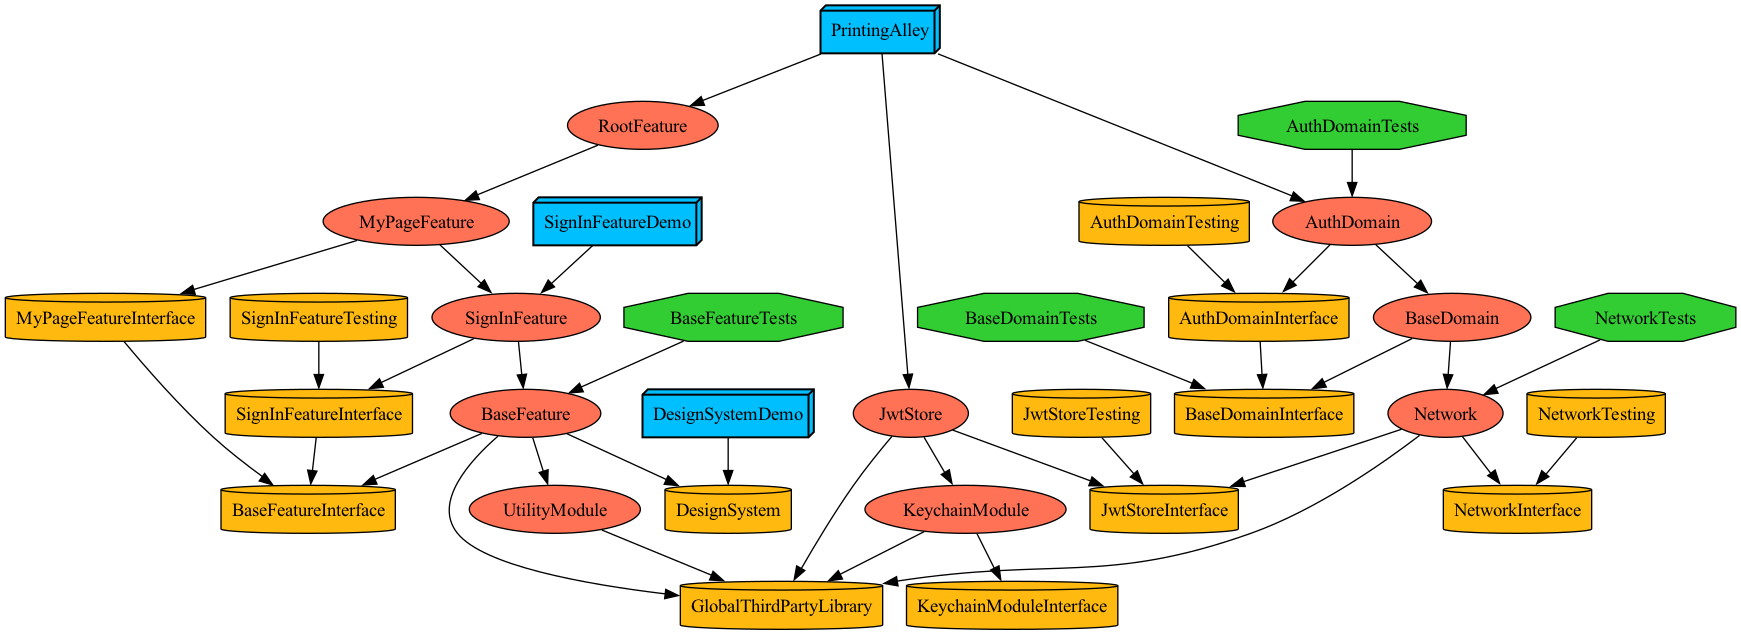 PrintingAlley
RootFeature
AuthDomainTests
MyPageFeature
SignInFeatureDemo
AuthDomainTesting
AuthDomain
MyPageFeatureInterface
SignInFeatureTesting
SignInFeature
BaseFeatureTests
BaseDomainTests
AuthDomainInterface
BaseDomain
NetworkTests
SignInFeatureInterface
BaseFeature
DesignSystemDemo
JwtStore
JwtStoreTesting
BaseDomainInterface
Network
NetworkTesting
BaseFeatureInterface
UtilityModule
DesignSystem
KeychainModule
JwtStoreInterface
NetworkInterface
GlobalThirdPartyLibrary
KeychainModuleInterface